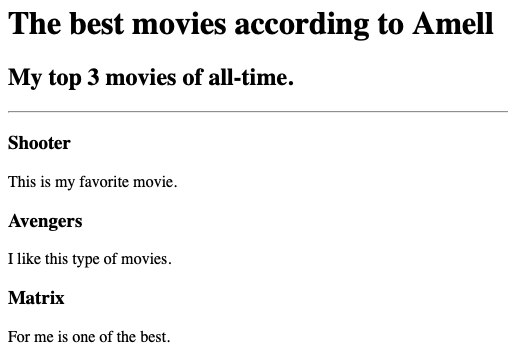 The best movies according to Amell
My top 3 movies of all-time.
Shooter
This is my favorite movie.
Avengers
I like this type of movies.
Matrix
For me is one of the best.